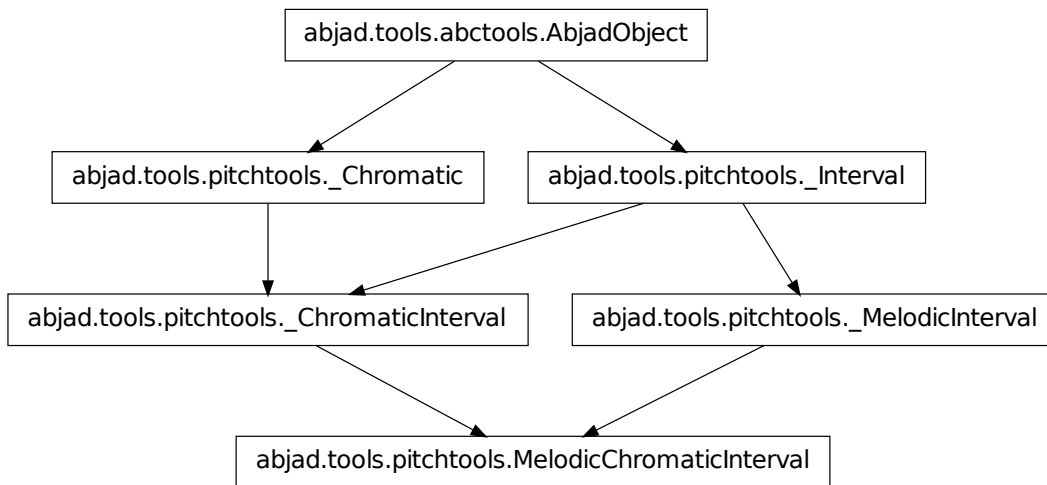 abjad.tools.abctools.AbjadObject
abjad.tools.pitchtools._Chromatic
abjad.tools.pitchtools._Interval
abjad.tools.pitchtools._ChromaticInterval
abjad.tools.pitchtools._MelodicInterval
abjad.tools.pitchtools.MelodicChromaticInterval